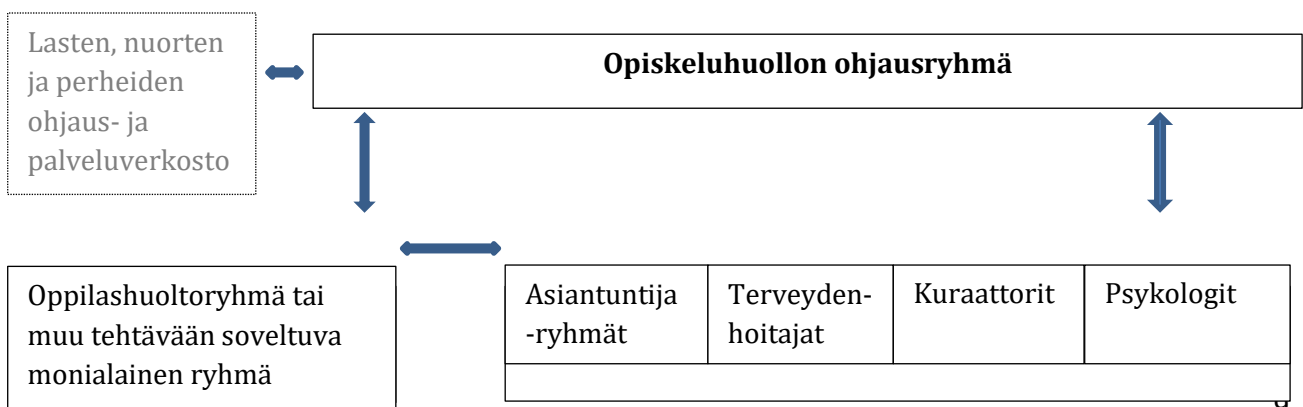 Lasten, nuorten
ja perheiden
ohjaus- ja
palveluverkosto
Opiskeluhuollon ohjausryhmä
Oppilashuoltoryhmä tai
muu tehtävään soveltuva
monialainen ryhmä
Asiantuntija
-ryhmät
Terveyden-
hoitajat
Kuraattorit
Psykologit